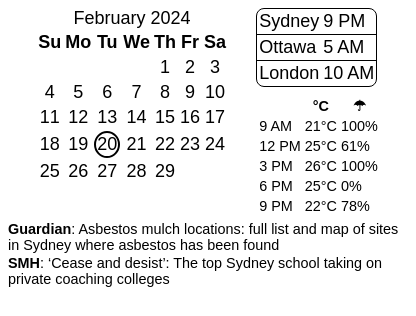 February 2024
Su Mo Tu We Th Fr Sa
1 2 3
4 5 6 7 8 9 10
11 12 13 14 15 16 17
18 19 20 21 22 23 24
25 26 27 28 29
Sydney 9 PM
Ottawa 5 AM
London 10 AM
°C ☂
9 AM 21°C 100%
12 PM 25°C 61%
3 PM 26°C 100%
6 PM 25°C 0%
9 PM 22°C 78%
Guardian: Asbestos mulch locations: full list and map of sites
in Sydney where asbestos has been found
SMH: ‘Cease and desist’: The top Sydney school taking on
private coaching colleges